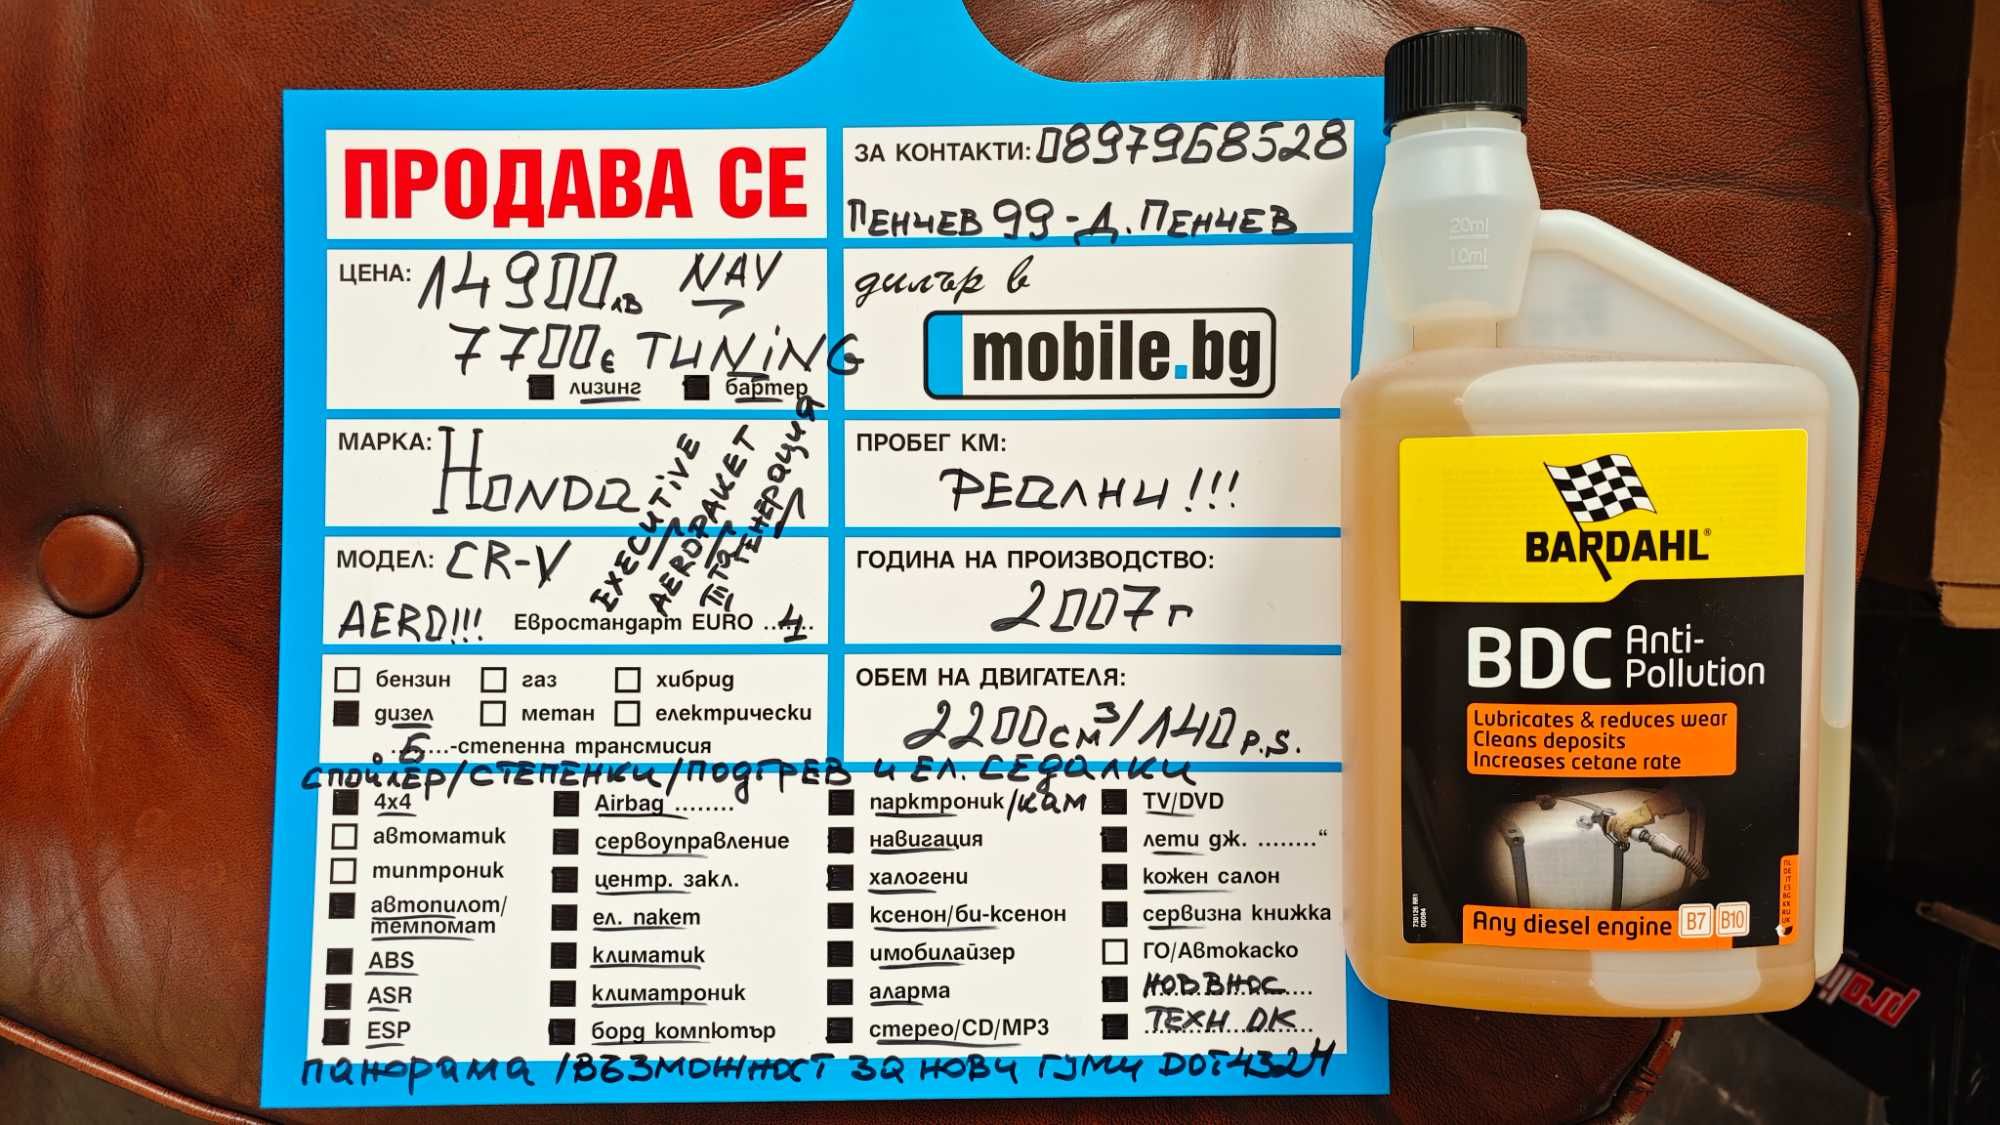 ПРОДАВА СЕ
ЗА КОНТАКТИ: 0897968528
ПЕНЧЕВ 99 - Д. ПЕНЧЕВ
ЦЕНА: 14900лв NAV
7700€ TUNiNG
лизинг бартер
дилър в
mobile.bg
МАРКА: HONDA
EXECUTiVE
AEROPAKET
IIIТА ГЕНЕРАЦИЯ
ПРОБЕГ КМ:
РЕАЛНИ!!!
МОДЕЛ: CR-V
AERO!!! Евростандарт EURO ....4....
ГОДИНА НА ПРОИЗВОДСТВО:
2007г
бензин газ хибрид
дизел метан електрически
........6...-степенна трансмисия
ОБЕМ НА ДВИГАТЕЛЯ:
2200см³/140P.S.
СПОЙЛЕР/СТЕПЕНКИ/ПОДГРЕВ И ЕЛ. СЕДАЛКИ
4x4
автоматик
типтроник
автопилот/
темпомат
ABS
ASR
ESP
Airbag ........
сервоуправление
центр. закл.
ел. пакет
климатик
климатроник
борд компютър
парктроник/КАМ
навигация
халогени
ксенон/би-ксенон
имобилайзер
аларма
стерео/CD/MP3
TV/DVD
лети дж. ........"
кожен салон
сервизна книжка
ГО/Автокаско
НОВ ВНОС
ТЕХН DK
ПАНОРАМА /ВЪЗМОЖНОСТ ЗА НОВИ ГУМИ DOT4324
20ml
10ml
BARDAHL®
BDC Anti-
Pollution
Lubricates & reduces wear
Cleans deposits
Increases cetane rate
Any diesel engine B7 B10
prolin